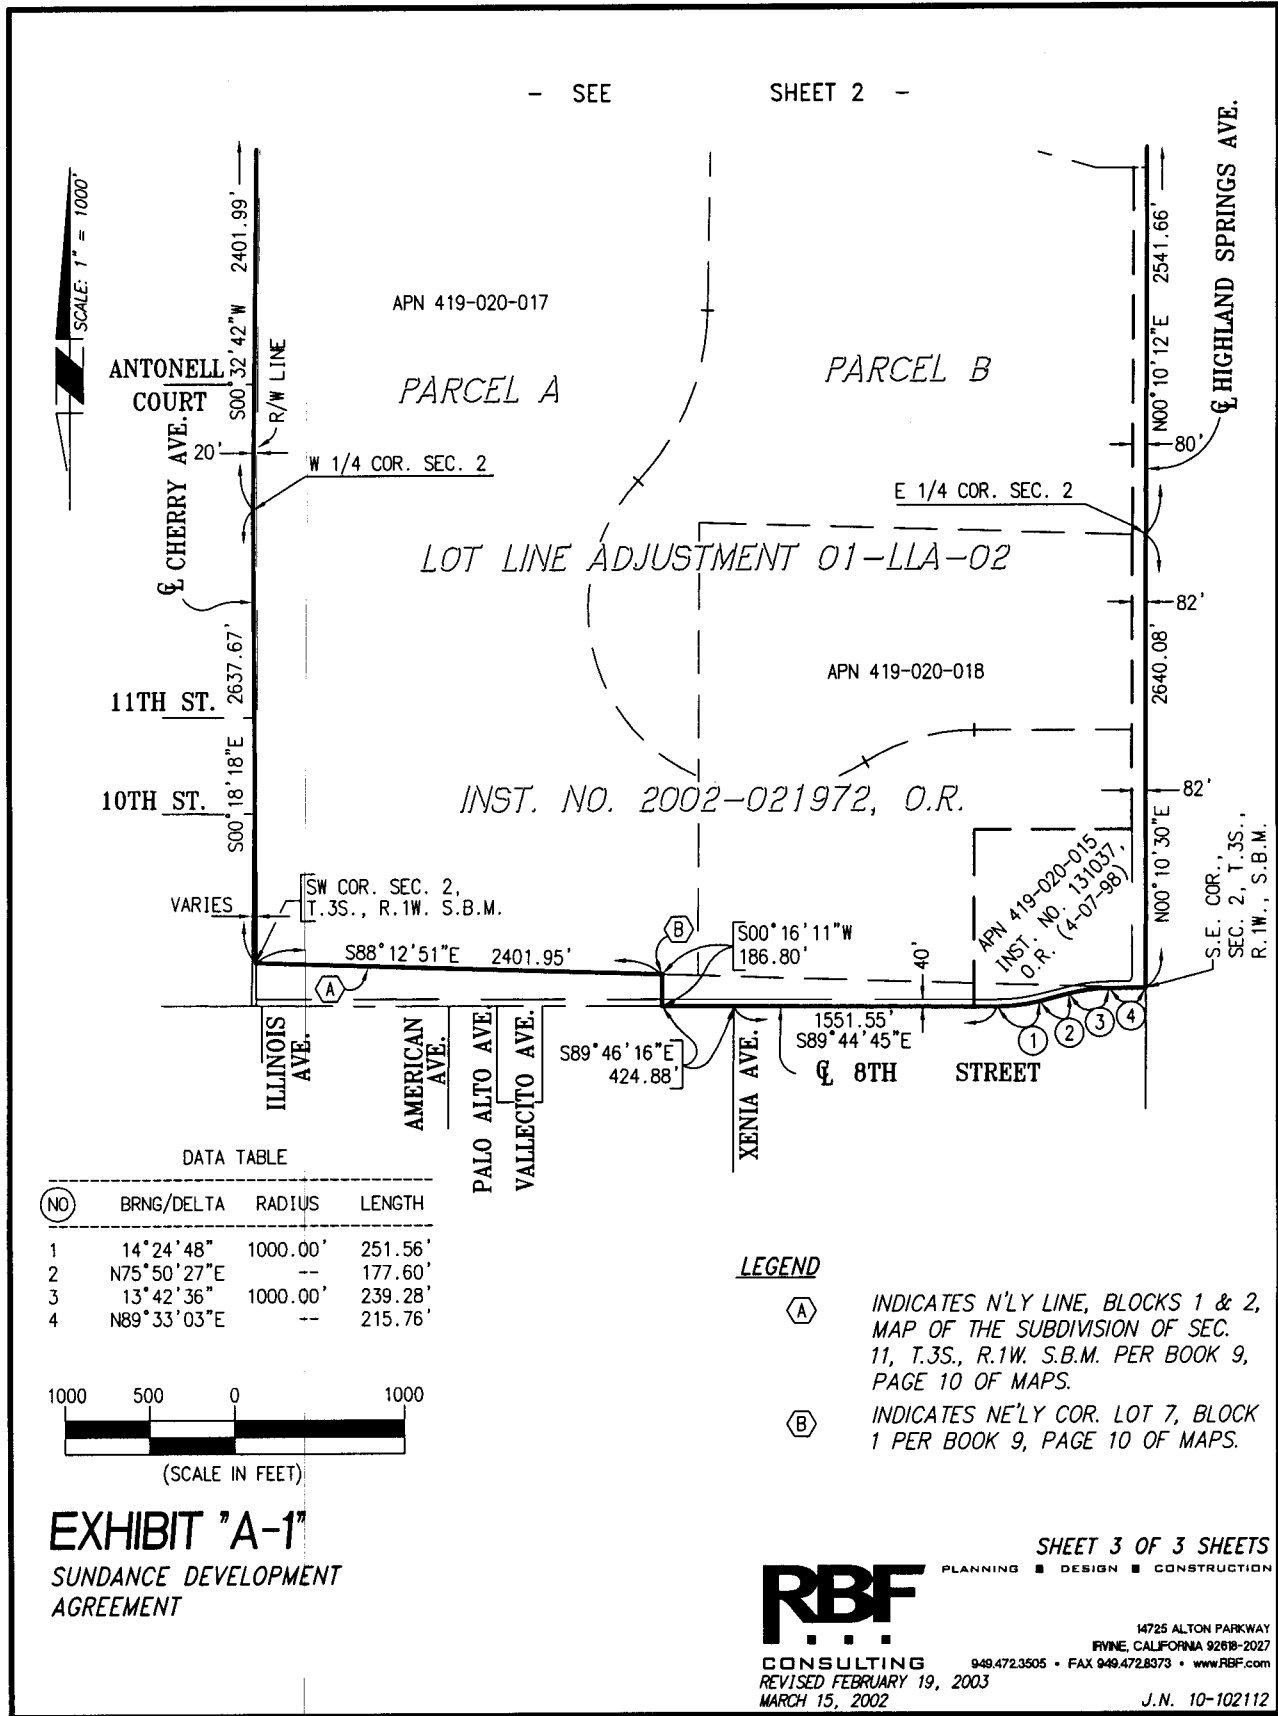 - SEE SHEET 2 -
SCALE: 1" = 1000'
S00°32'42"W 2401.99'
APN 419-020-017
PARCEL A
PARCEL B
N00°10'12"E 2541.66'
℄ HIGHLAND SPRINGS AVE.
ANTONELL
COURT
R/W LINE
20'
80'
W 1/4 COR. SEC. 2
E 1/4 COR. SEC. 2
℄ CHERRY AVE.
LOT LINE ADJUSTMENT 01-LLA-02
82'
S00°18'18"E 2637.67'
APN 419-020-018
N00°10'30"E 2640.08'
11TH ST.
10TH ST.
INST. NO. 2002-021972, O.R.
82'
APN 419-020-015
INST. NO. 131037,
O.R. (4-07-98)
S.E. COR.,
SEC. 2, T.3S.,
R.1W., S.B.M.
VARIES
SW COR. SEC. 2,
T.3S., R.1W. S.B.M.
S88°12'51"E 2401.95'
A
B
S00°16'11"W
186.80'
40'
1551.55'
S89°44'45"E
S89°46'16"E
424.88'
1
2
3
4
℄ 8TH STREET
ILLINOIS
AVE.
AMERICAN
AVE.
PALO ALTO AVE.
VALLECITO AVE.
XENIA AVE.
DATA TABLE
NO BRNG/DELTA RADIUS LENGTH
1 14°24'48" 1000.00' 251.56'
2 N75°50'27"E -- 177.60'
3 13°42'36" 1000.00' 239.28'
4 N89°33'03"E -- 215.76'
LEGEND
A INDICATES N'LY LINE, BLOCKS 1 & 2,
MAP OF THE SUBDIVISION OF SEC.
11, T.3S., R.1W. S.B.M. PER BOOK 9,
PAGE 10 OF MAPS.
B INDICATES NE'LY COR. LOT 7, BLOCK
1 PER BOOK 9, PAGE 10 OF MAPS.
1000 500 0 1000
(SCALE IN FEET)
EXHIBIT "A-1"
SUNDANCE DEVELOPMENT
AGREEMENT
SHEET 3 OF 3 SHEETS
PLANNING ■ DESIGN ■ CONSTRUCTION
RBF
CONSULTING
14725 ALTON PARKWAY
IRVINE, CALIFORNIA 92618-2027
949.472.3505 • FAX 949.472.8373 • www.RBF.com
REVISED FEBRUARY 19, 2003
MARCH 15, 2002
J.N. 10-102112